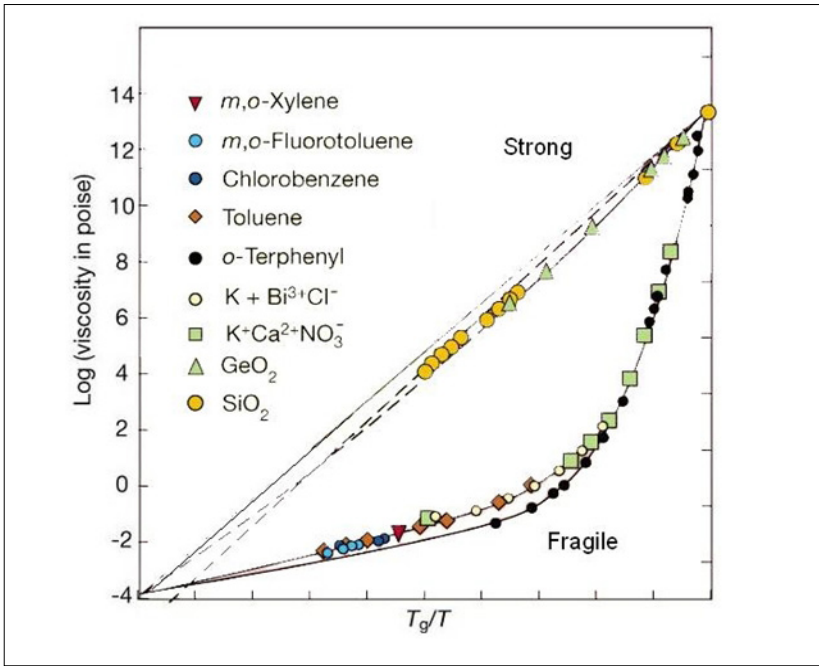 14
12
10
8
6
4
2
0
-2
-4
Log (viscosity in poise)
m,o-Xylene
m,o-Fluorotoluene
Chlorobenzene
Toluene
o-Terphenyl
K + Bi³⁺Cl⁻
K⁺Ca²⁺NO₃⁻
GeO₂
SiO₂
Strong
Fragile
T_g/T